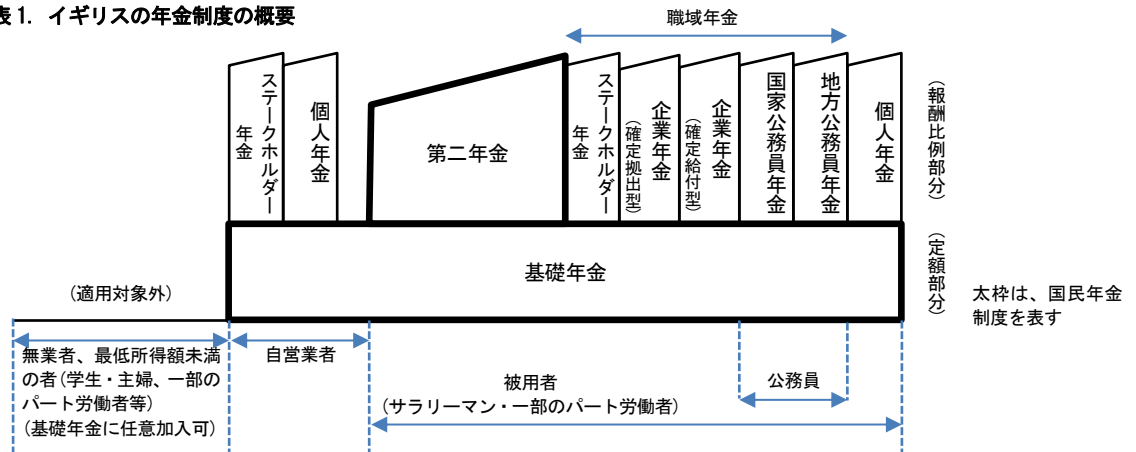 表 1. イギリスの年金制度の概要
職域年金
ステークホルダー
年金
個人年金
第二年金
ステークホルダー
年金
企業年金
（確定拠出型）
企業年金
（確定給付型）
国家公務員年金
地方公務員年金
個人年金
（報酬比例部分）
基礎年金
（定額部分）
（適用対象外）
太枠は、国民年金
制度を表す
無業者、最低所得額未満
の者（学生・主婦、一部の
パート労働者等）
（基礎年金に任意加入可）
自営業者
被用者
（サラリーマン・一部のパート労働者）
公務員